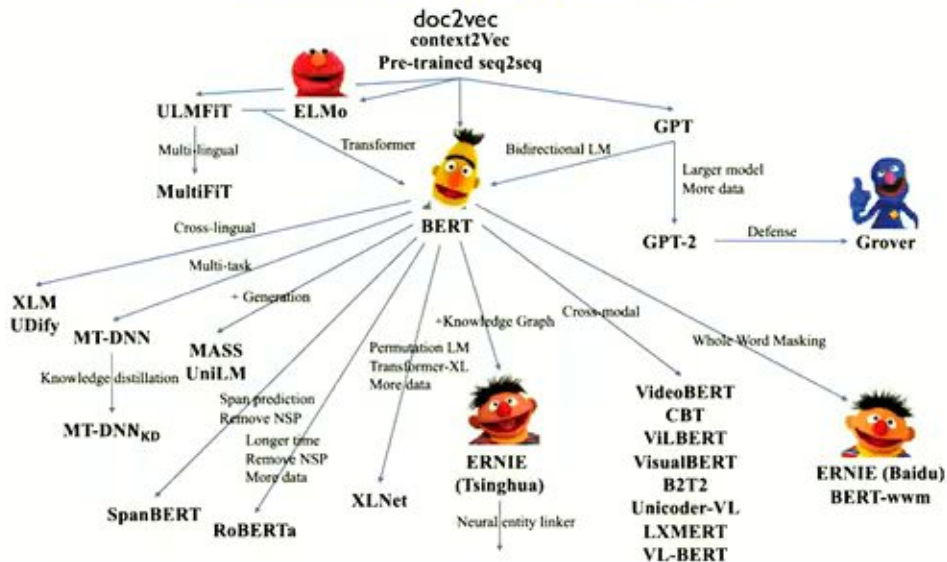 doc2vec
context2Vec
Pre-trained seq2seq
ULMFiT
ELMo
GPT
Multi-lingual
Transformer
Bidirectional LM
Larger model
More data
MultiFiT
BERT
GPT-2
Defense
Grover
Cross-lingual
Multi-task
+ Generation
Cross-modal
+Knowledge Graph
Whole Word Masking
XLM
UDify
MT-DNN
MASS
UniLM
Permutation LM
Transformer-XL
More data
Knowledge distillation
MT-DNN_KD
Span prediction
Remove NSP
Longer time
Remove NSP
More data
SpanBERT
RoBERTa
XLNet
ERNIE
(Tsinghua)
Neural entity linker
VideoBERT
CBT
ViLBERT
VisualBERT
B2T2
Unicoder-VL
LXMERT
VL-BERT
ERNIE (Baidu)
BERT-wwm